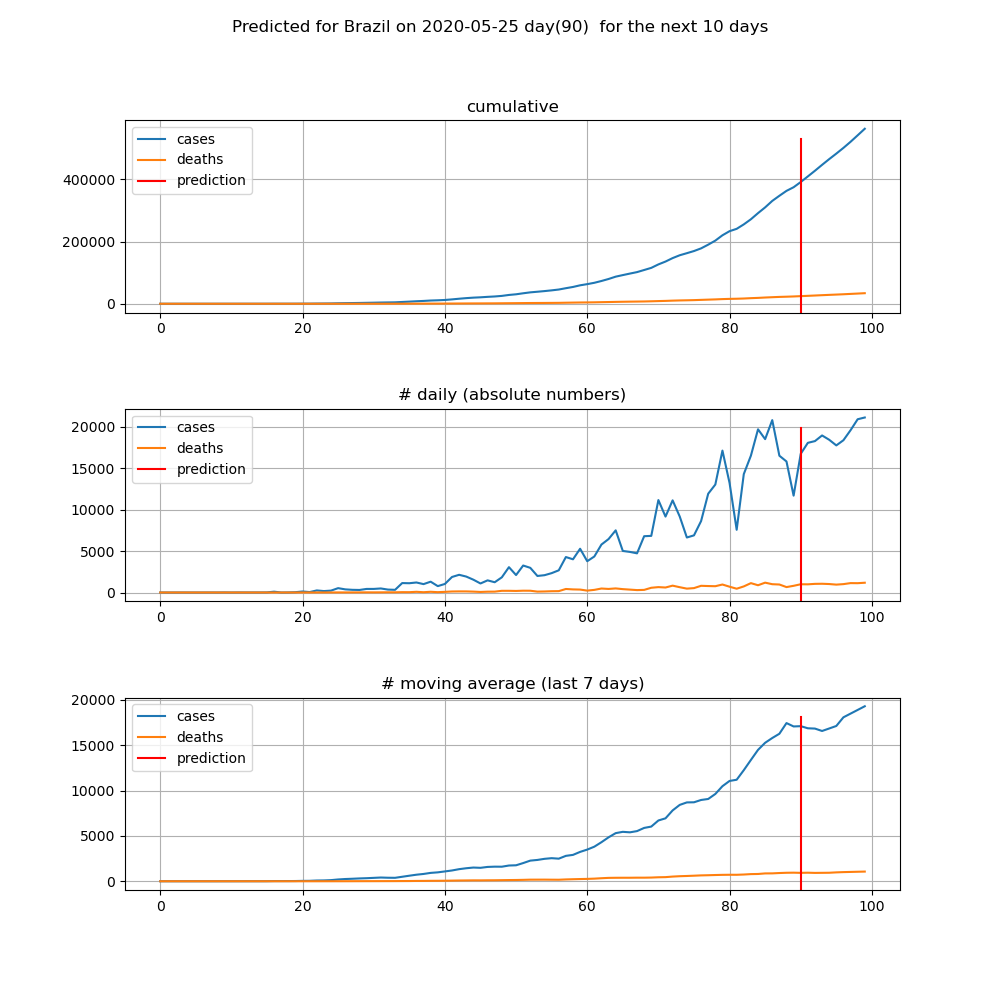 Predicted for Brazil on 2020-05-25 day(90)  for the next 10 days
cumulative
cases
deaths
prediction
400000
200000
0
0 20 40 60 80 100
# daily (absolute numbers)
cases
deaths
prediction
20000
15000
10000
5000
0
0 20 40 60 80 100
# moving average (last 7 days)
cases
deaths
prediction
20000
15000
10000
5000
0
0 20 40 60 80 100